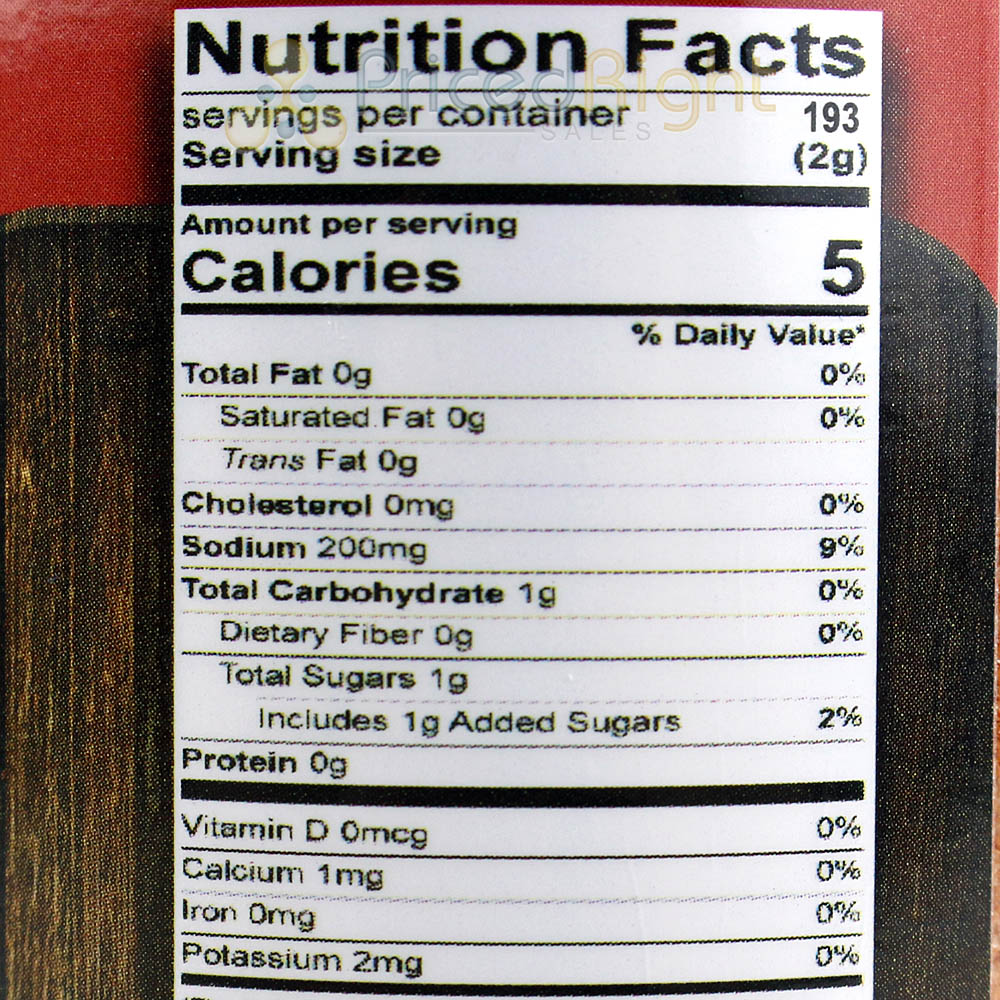 Nutrition Facts
servings per container 193
Serving size (2g)
PricedRight
SALES
Amount per serving
Calories 5
% Daily Value*
Total Fat 0g 0%
Saturated Fat 0g 0%
Trans Fat 0g
Cholesterol 0mg 0%
Sodium 200mg 9%
Total Carbohydrate 1g 0%
Dietary Fiber 0g 0%
Total Sugars 1g
Includes 1g Added Sugars 2%
Protein 0g
Vitamin D 0mcg 0%
Calcium 1mg 0%
Iron 0mg 0%
Potassium 2mg 0%